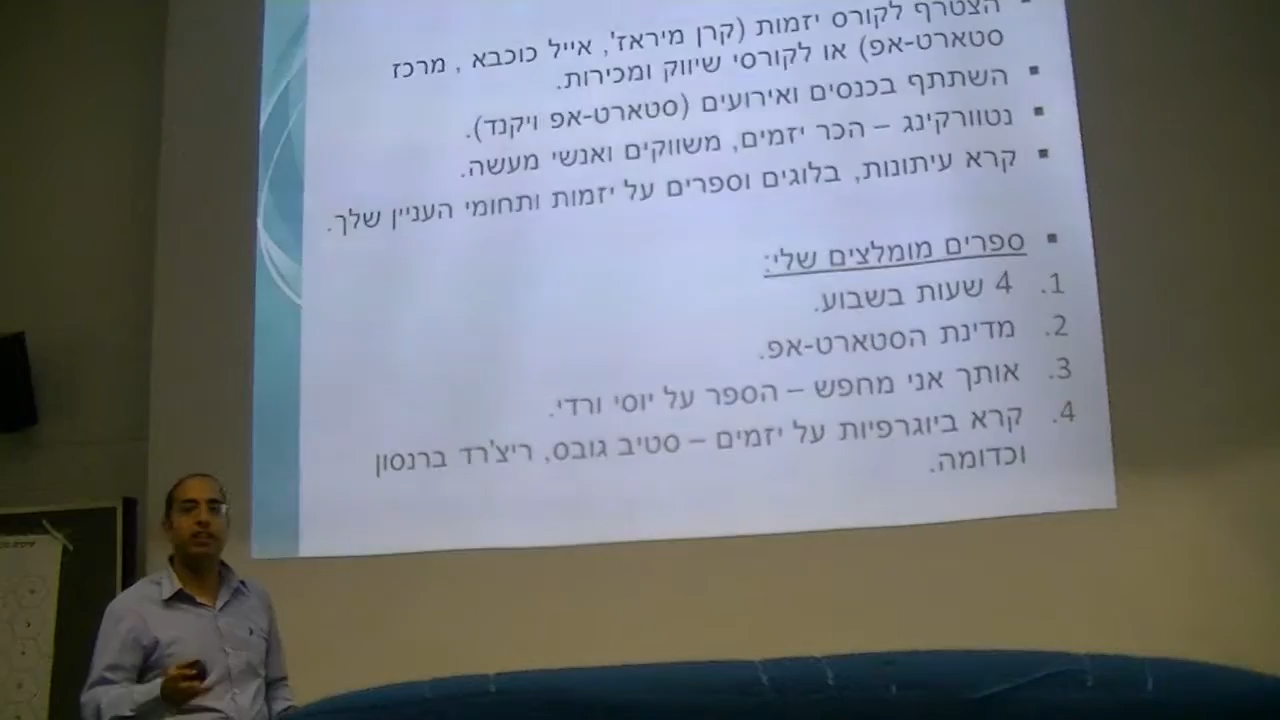 הצטרף לקורס יזמות (קרן מיראז', אייל כוכבא , מרכז
סטארט-אפ) או לקורסי שיווק ומכירות.
השתתף בכנסים ואירועים (סטארט-אפ ויקנד).
נטוורקינג – הכר יזמים, משווקים ואנשי מעשה.
קרא עיתונות, בלוגים וספרים על יזמות ותחומי העניין שלך.
ספרים מומלצים שלי:
1. 4 שעות בשבוע.
2. מדינת הסטארט-אפ.
3. אותך אני מחפש – הספר על יוסי ורדי.
4. קרא ביוגרפיות על יזמים – סטיב גובס, ריצ'רד ברנסון
וכדומה.